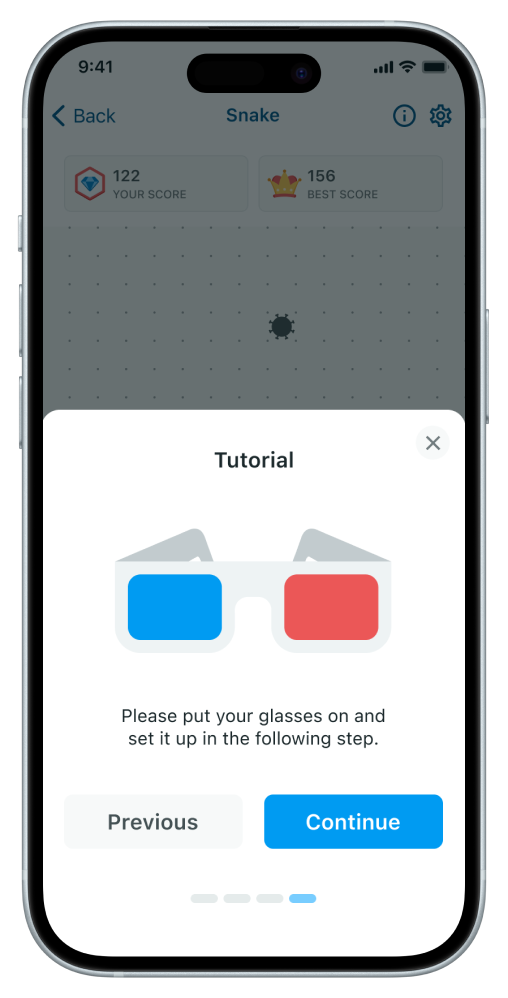 9:41
Back
Snake
122
YOUR SCORE
156
BEST SCORE
Tutorial
Please put your glasses on and
set it up in the following step.
Previous
Continue